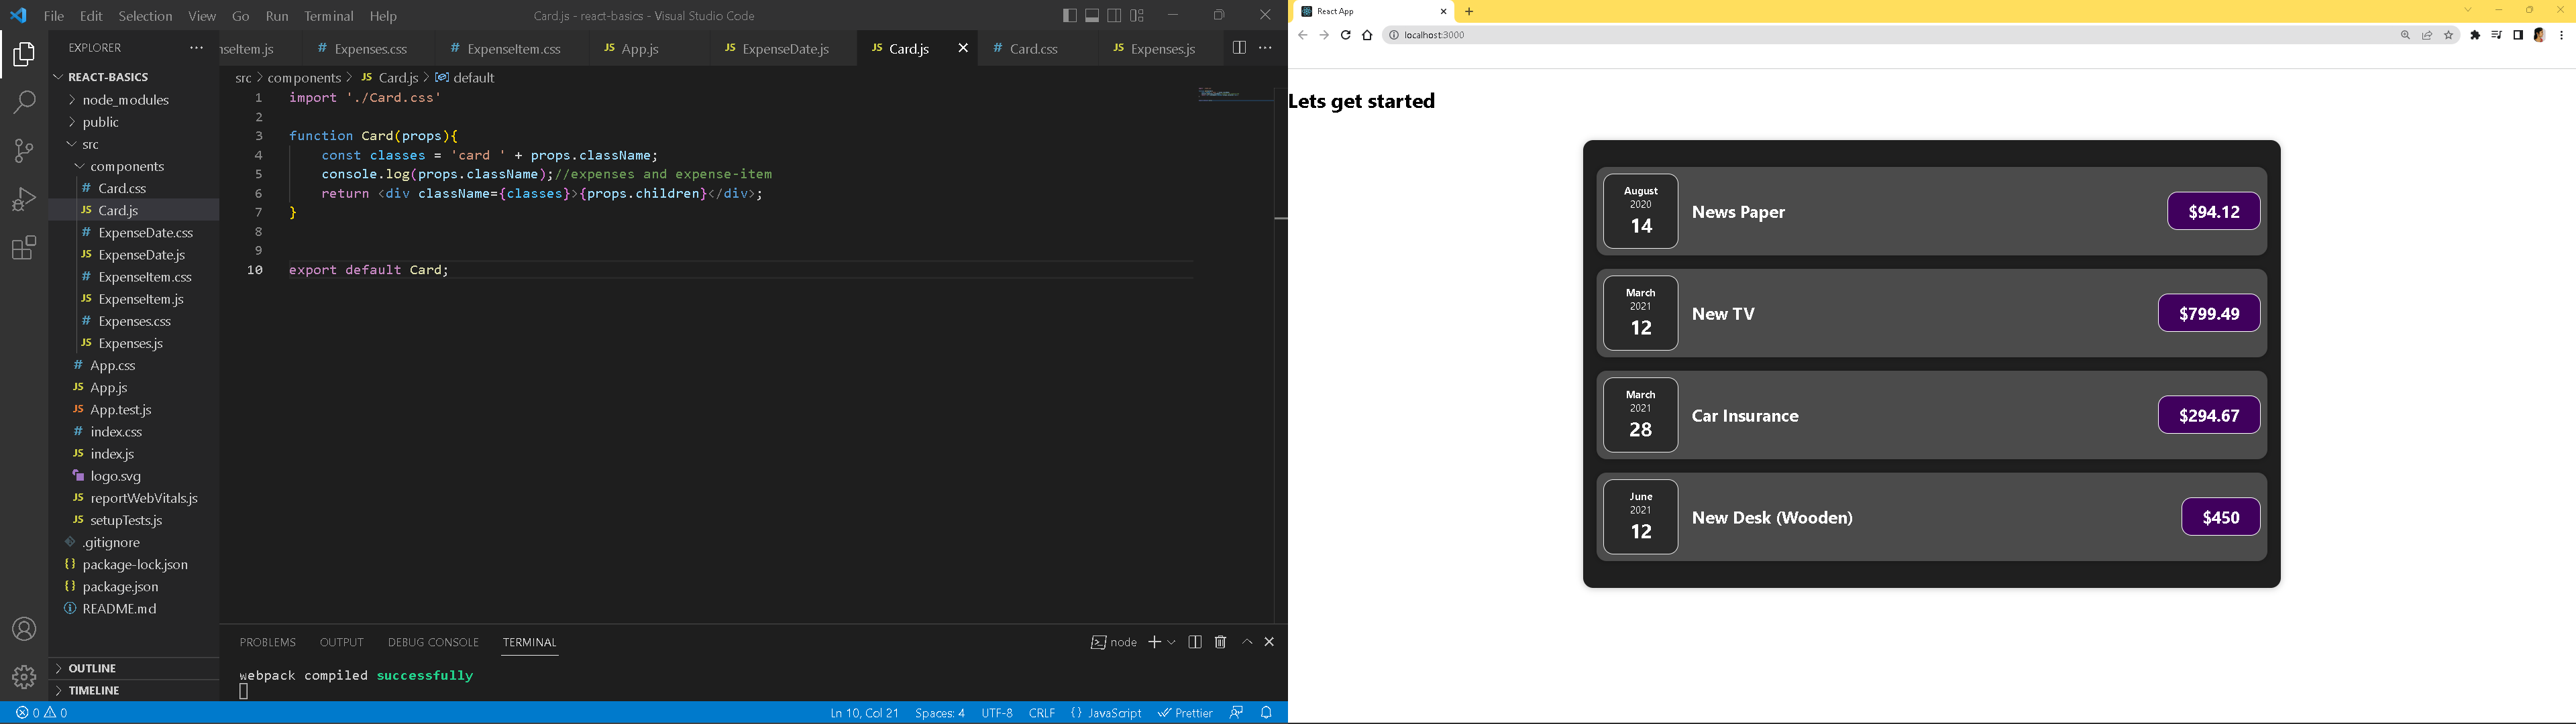 File Edit Selection View Go Run Terminal Help
Card.js - react-basics - Visual Studio Code
EXPLORER
REACT-BASICS
node_modules
public
src
components
# Card.css
JS Card.js
# ExpenseDate.css
JS ExpenseDate.js
# ExpenseItem.css
JS ExpenseItem.js
# Expenses.css
JS Expenses.js
# App.css
JS App.js
JS App.test.js
# index.css
JS index.js
logo.svg
JS reportWebVitals.js
JS setupTests.js
.gitignore
{} package-lock.json
{} package.json
README.md
OUTLINE
TIMELINE
nseItem.js # Expenses.css # ExpenseItem.css JS App.js JS ExpenseDate.js JS Card.js # Card.css JS Expenses.js
src > components > JS Card.js > default
1 import './Card.css'
2
3 function Card(props){
4 const classes = 'card ' + props.className;
5 console.log(props.className);//expenses and expense-item
6 return <div className={classes}>{props.children}</div>;
7 }
8
9
10 export default Card;
PROBLEMS OUTPUT DEBUG CONSOLE TERMINAL
node
webpack compiled successfully
0 0
Ln 10, Col 21 Spaces: 4 UTF-8 CRLF {} JavaScript Prettier
React App
localhost:3000
Lets get started
August
2020
14
News Paper
$94.12
March
2021
12
New TV
$799.49
March
2021
28
Car Insurance
$294.67
June
2021
12
New Desk (Wooden)
$450